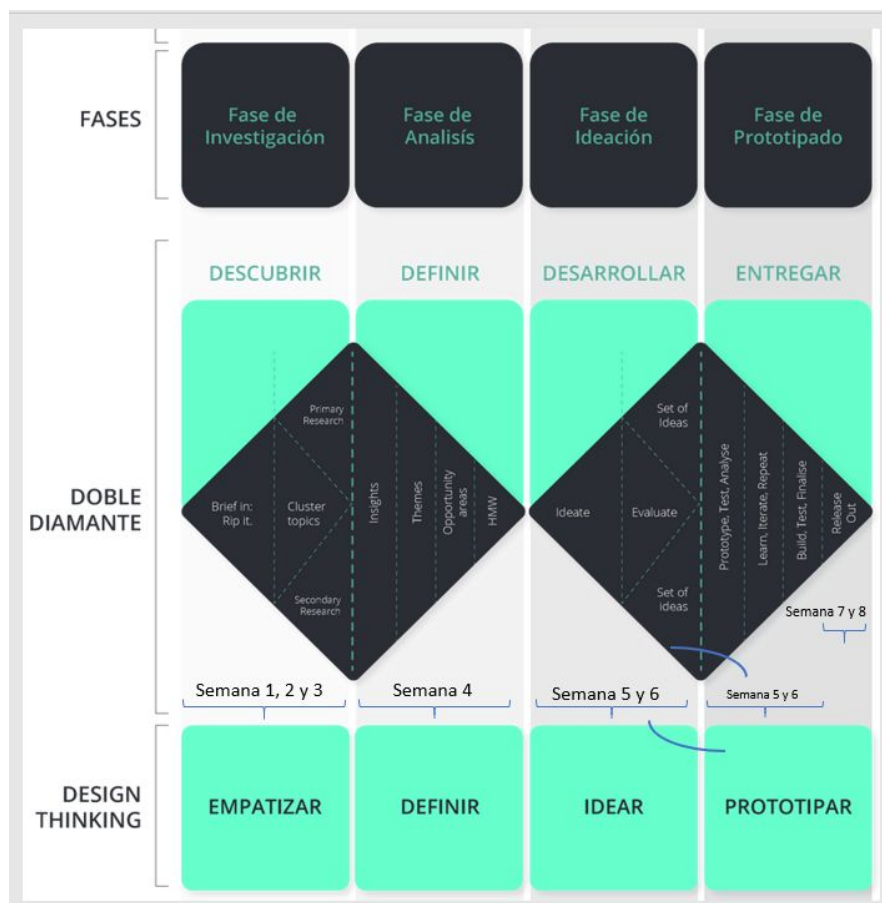 FASES
Fase de
Investigación
Fase de
Analisís
Fase de
Ideación
Fase de
Prototipado
DESCUBRIR
DEFINIR
DESARROLLAR
ENTREGAR
DOBLE
DIAMANTE
Brief in:
Rip it.
Primary
Research
Cluster
topics
Secondary
Research
Insights
Themes
Opportunity
areas
HMW
Ideate
Set of
Ideas
Evaluate
Set of
ideas
Prototype, Test, Analyse
Learn, Iterate, Repeat
Build, Test, Finalise
Release
Out
Semana 7 y 8
Semana 1, 2 y 3
Semana 4
Semana 5 y 6
Semana 5 y 6
DESIGN
THINKING
EMPATIZAR
DEFINIR
IDEAR
PROTOTIPAR